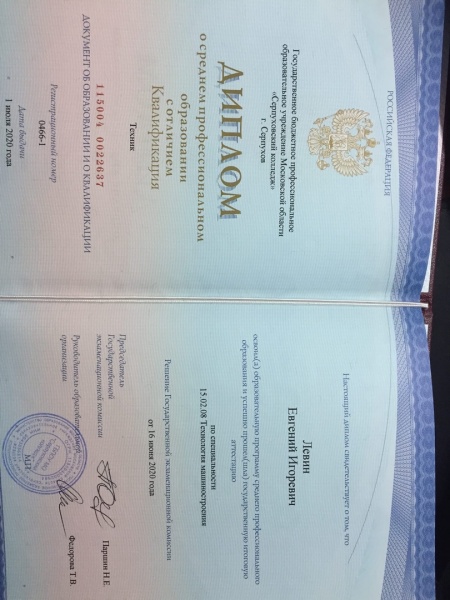 РОССИЙСКАЯ ФЕДЕРАЦИЯ
Государственное бюджетное профессиональное
образовательное учреждение Московской области
«Серпуховский колледж»
г. Серпухов
ДИПЛОМ
о среднем профессиональном
образовании
с отличием
Квалификация
Техник
115004 0022637
ДОКУМЕНТ ОБ ОБРАЗОВАНИИ И О КВАЛИФИКАЦИИ
Регистрационный номер
0466-1
Дата выдачи
1 июля 2020 года
Настоящий диплом свидетельствует о том, что
Левин
Евгений Игоревич
освоил(а) образовательную программу среднего профессионального
образования и успешно прошел(шла) государственную итоговую
аттестацию
по специальности
15.02.08 Технология машиностроения
Решение Государственной экзаменационной комиссии
от 16 июня 2020 года
Председатель
Государственной
экзаменационной комиссии
Паршин Н.Е.
Руководитель образовательной
организации
Федорова Т.В.
М.П.